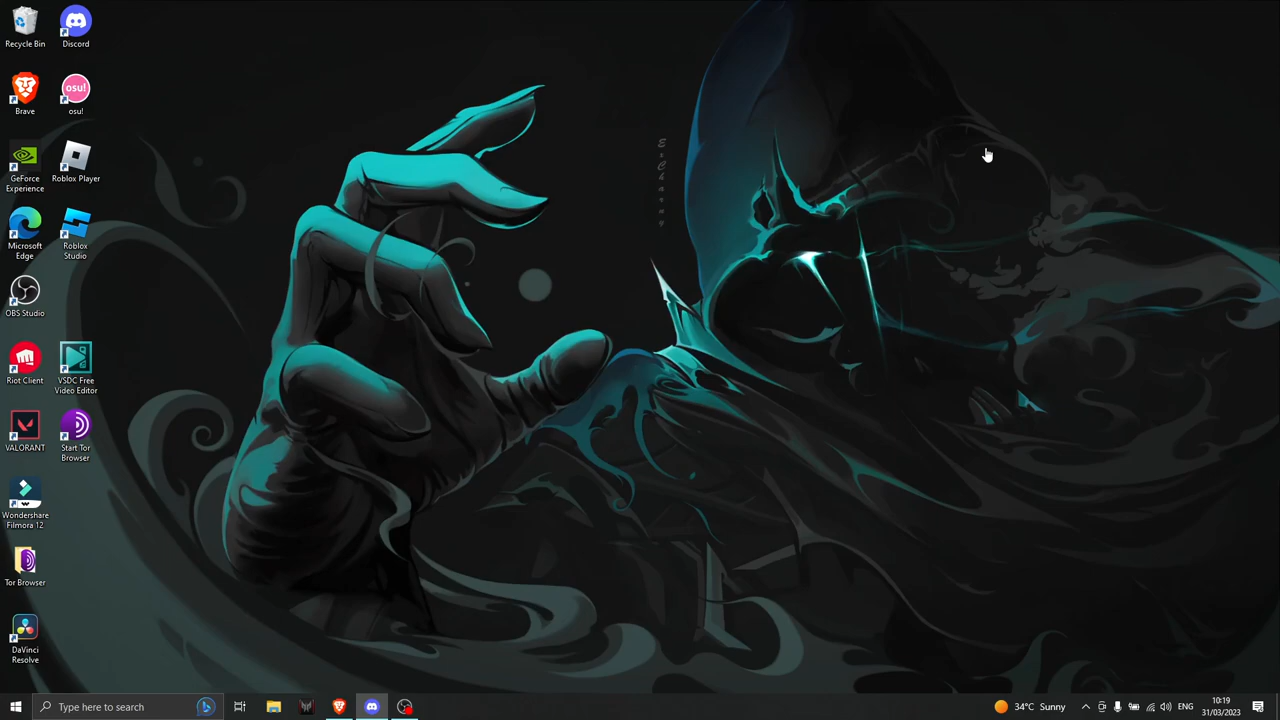 Recycle Bin
Discord
Brave
osu!
osu!
GeForce
Experience
Roblox Player
Microsoft
Edge
Roblox
Studio
OBS Studio
Riot Client
VSDC Free
Video Editor
VALORANT
Start Tor
Browser
Wondershare
Filmora 12
Tor Browser
DaVinci
Resolve
Type here to search
34°C Sunny
ENG
10:19
31/03/2023